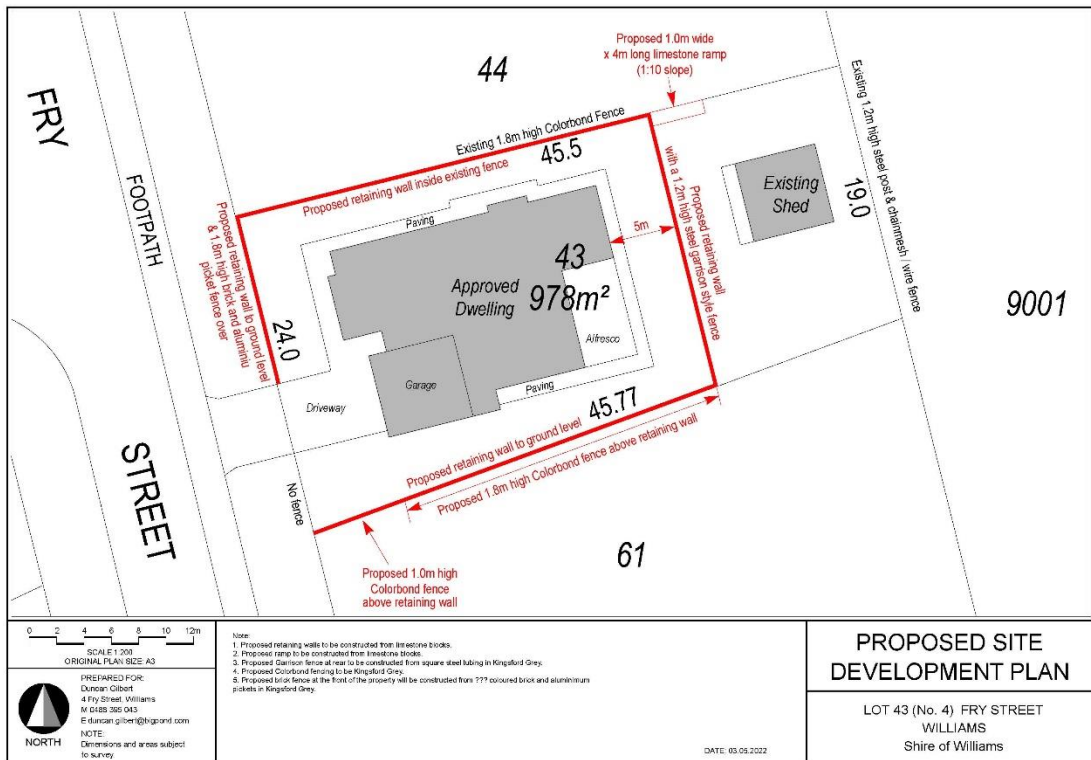 FRY
STREET
FOOTPATH
44
Proposed 1.0m wide
x 4m long limestone ramp
(1:10 slope)
Existing 1.2m high steel post & chainmesh / wire fence
Existing 1.8m high Colorbond Fence
45.5
Proposed retaining wall inside existing fence
Proposed retaining wall to ground level
& 1.8m high brick and aluminiu
picket fence over
24.0
Paving
43
Approved
Dwelling
978m²
5m
Proposed retaining wall
with a 1.2m high steel garrison style fence
Existing
Shed
19.0
9001
Alfresco
Garage
Driveway
Paving
45.77
Proposed retaining wall to ground level
Proposed 1.8m high Colorbond fence above retaining wall
No fence
Proposed 1.0m high
Colorbond fence
above retaining wall
61
0 2 4 6 8 10 12m
SCALE 1:200
ORIGINAL PLAN SIZE: A3
NORTH
PREPARED FOR:
Duncan Gilbert
4 Fry Street, Williams
M 0488 395 043
E duncan.gilbert@bigpond.com
NOTE:
Dimensions and areas subject
to survey.
Note:
1. Proposed retaining walls to be constructed from limestone blocks.
2. Proposed ramp to be constructed from limestone blocks.
3. Proposed Garrison fence at rear to be constructed from square steel tubing in Kingsford Grey.
4. Proposed Colorbond fencing to be Kingsford Grey.
5. Proposed brick fence at the front of the property will be constructed from ??? coloured brick and aluminimum
pickets in Kingsford Grey.
DATE: 03.05.2022
PROPOSED SITE
DEVELOPMENT PLAN
LOT 43 (No. 4) FRY STREET
WILLIAMS
Shire of Williams